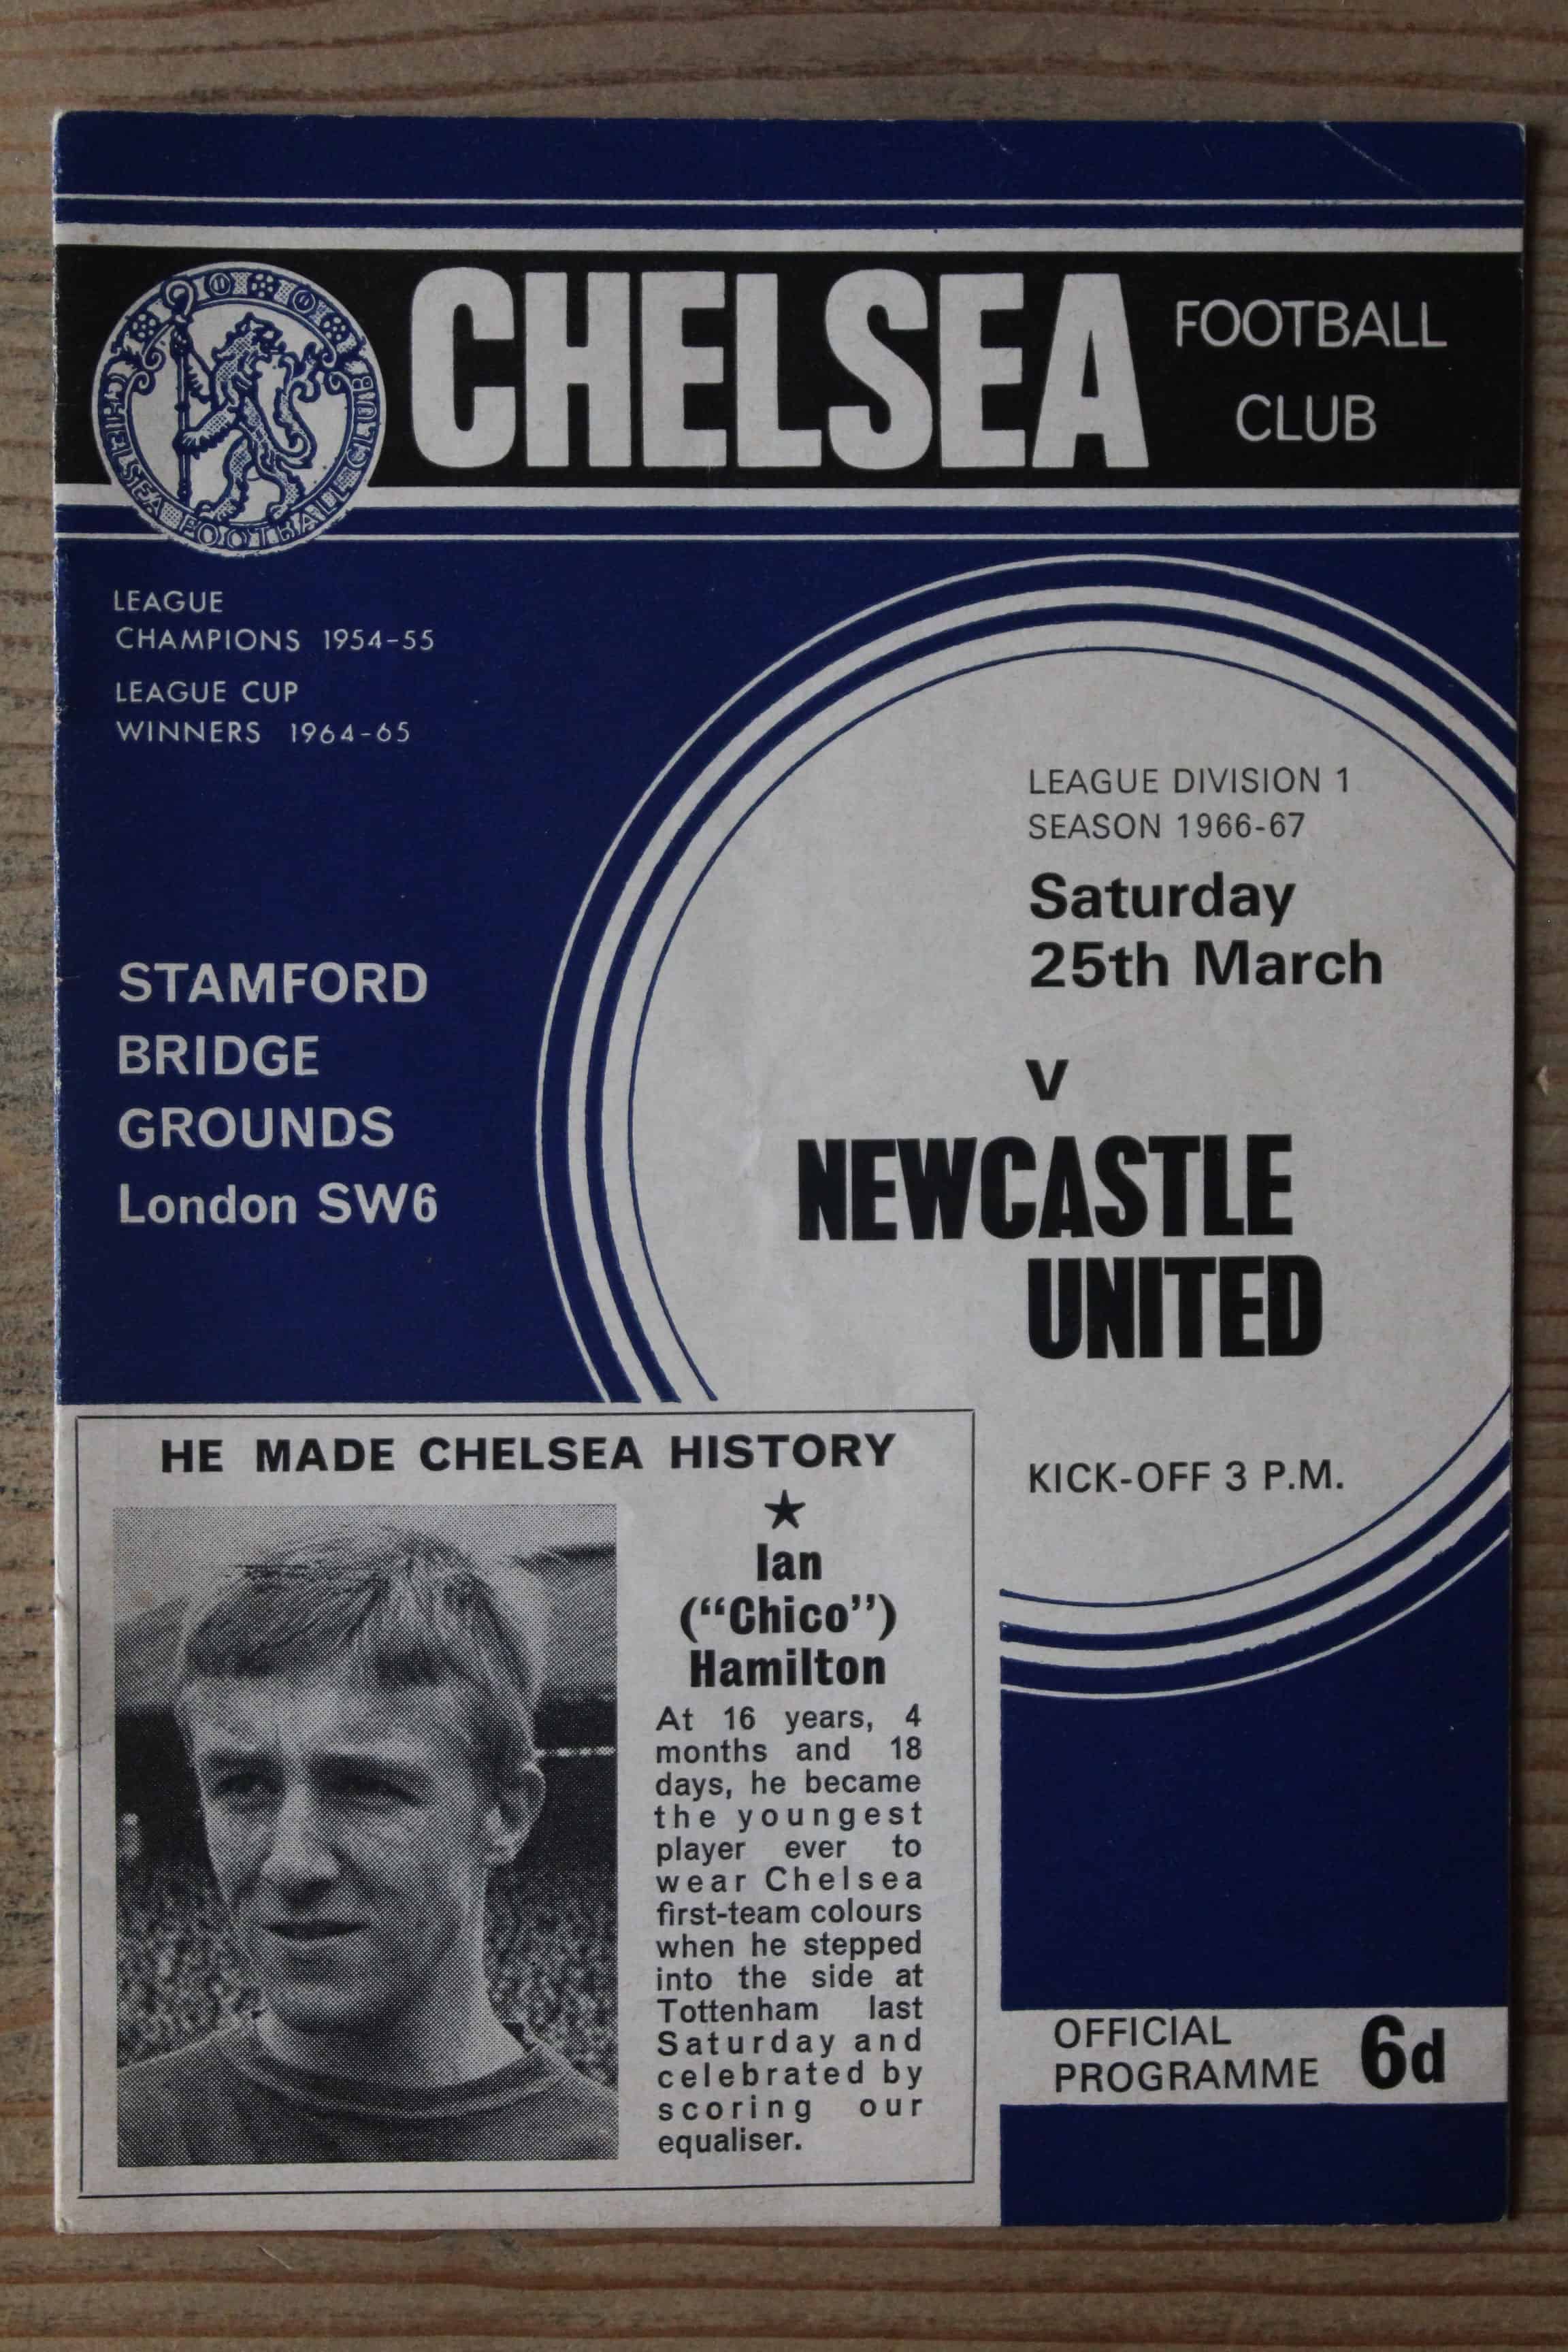 CHELSEA
FOOTBALL
CLUB
CHELSEA FOOTBALL CLUB
LEAGUE
CHAMPIONS 1954-55
LEAGUE CUP
WINNERS 1964-65
LEAGUE DIVISION 1
SEASON 1966-67
Saturday
25th March
v
NEWCASTLE
UNITED
KICK-OFF 3 P.M.
STAMFORD
BRIDGE
GROUNDS
London SW6
HE MADE CHELSEA HISTORY
★
Ian
(“Chico”)
Hamilton
At 16 years, 4
months and 18
days, he became
the youngest
player ever to
wear Chelsea
first-team colours
when he stepped
into the side at
Tottenham last
Saturday and
celebrated by
scoring our
equaliser.
OFFICIAL
PROGRAMME 6d